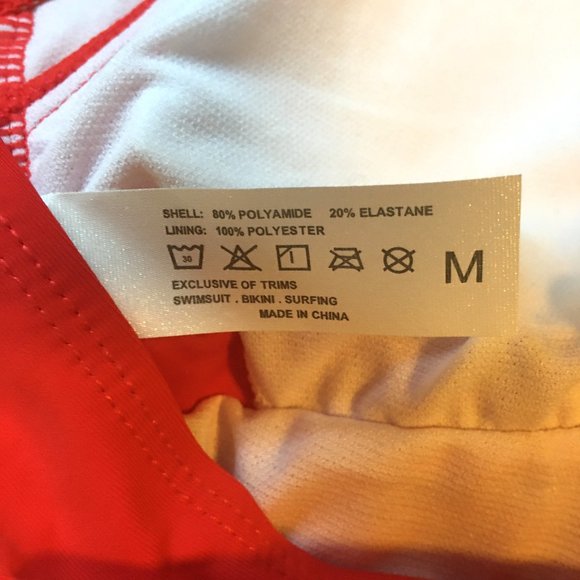 SHELL: 80% POLYAMIDE 20% ELASTANE
LINING: 100% POLYESTER
30
M
EXCLUSIVE OF TRIMS
SWIMSUIT . BIKINI . SURFING
MADE IN CHINA